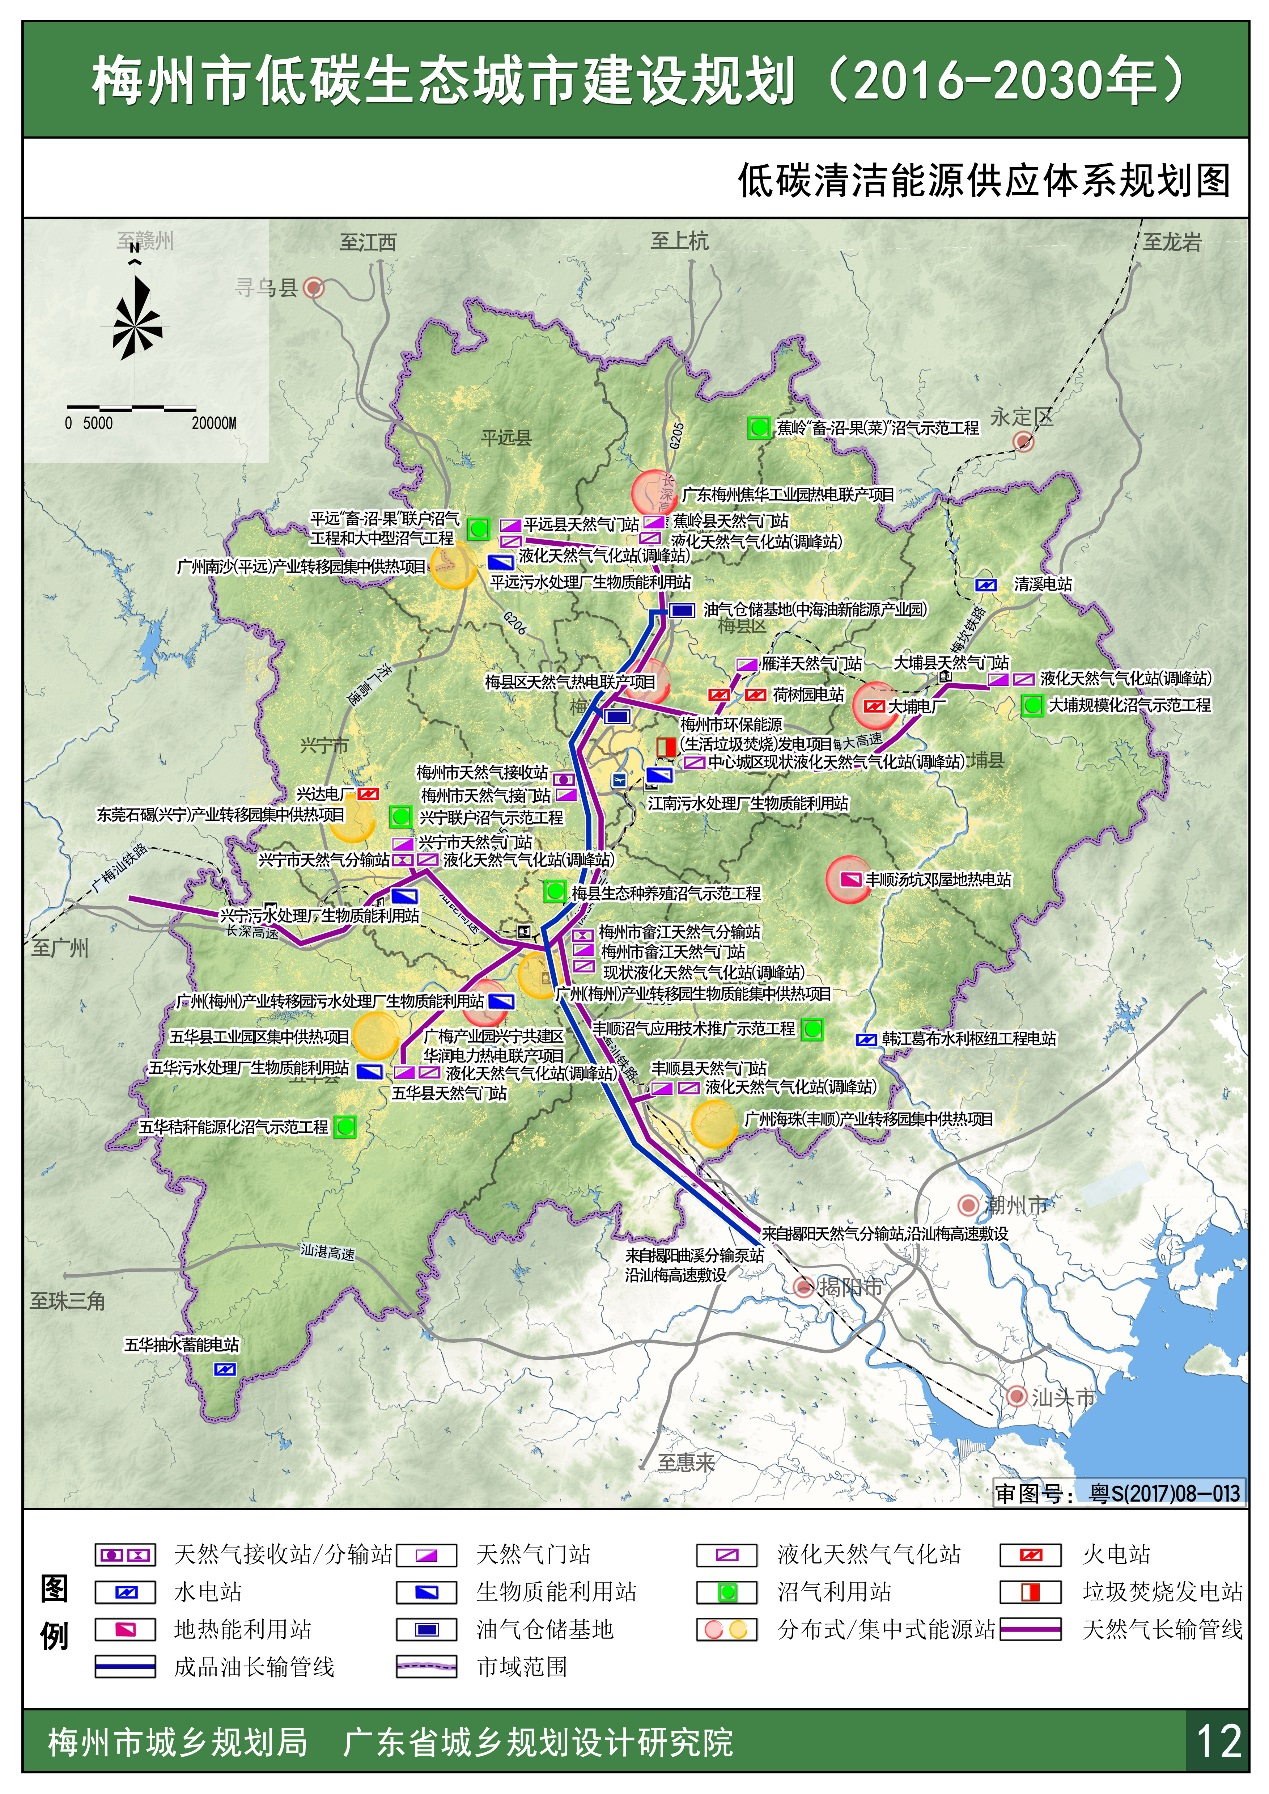 梅州市低碳生态城市建设规划（2016-2030年）
低碳清洁能源供应体系规划图
至赣州
至江西
至上杭
至龙岩
N
寻乌县
0 5000 20000M
永定区
平远县
G205
蕉岭“畜-沼-果(菜)”沼气示范工程
广东梅州蕉华工业园热电联产项目
平远“畜-沼-果”联户沼气
工程和大中型沼气工程
平远县天然气门站
蕉岭县天然气门站
液化天然气气化站(调峰站)
液化天然气气化站(调峰站)
广州南沙(平远)产业转移园集中供热项目
平远污水处理厂生物质能利用站
清溪电站
油气仓储基地(中海油新能源产业园)
G206
梅县区
梅坎铁路
雁洋天然气门站
大埔县天然气门站
济广高速
梅县区天然气热电联产项目
液化天然气气化站(调峰站)
荷树园电站
大埔电厂
大埔规模化沼气示范工程
梅州市环保能源
(生活垃圾焚烧)发电项目
梅大高速
兴宁市
大埔县
中心城区现状液化天然气气化站(调峰站)
梅州市天然气接收站
兴达电厂
梅州市天然气接门站
江南污水处理厂生物质能利用站
东莞石碣(兴宁)产业转移园集中供热项目
兴宁联户沼气示范工程
兴宁市天然气门站
广梅汕铁路
兴宁市天然气分输站
液化天然气气化站(调峰站)
丰顺汤坑邓屋地热电站
梅县生态种养殖沼气示范工程
兴宁污水处理厂生物质能利用站
长深高速
至广州
梅州市畲江天然气分输站
梅州市畲江天然气门站
现状液化天然气气化站(调峰站)
广州(梅州)产业转移园生物质能集中供热项目
广州(梅州)产业转移园污水处理厂生物质能利用站
丰顺沼气应用技术推广示范工程
五华县工业园区集中供热项目
广梅产业园兴宁共建区
华润电力热电联产项目
韩江葛布水利枢纽工程电站
五华污水处理厂生物质能利用站
五华县
液化天然气气化站(调峰站)
丰顺县天然气门站
五华县天然气门站
液化天然气气化站(调峰站)
五华秸秆能源化沼气示范工程
广州海珠(丰顺)产业转移园集中供热项目
潮州市
来自揭阳天然气分输站,沿汕梅高速敷设
汕湛高速
来自揭阳曲溪分输泵站
沿汕梅高速敷设
至珠三角
揭阳市
五华抽水蓄能电站
汕头市
至惠来
审图号：粤S(2017)08-013
图例
天然气接收站/分输站
天然气门站
液化天然气气化站
火电站
水电站
生物质能利用站
沼气利用站
垃圾焚烧发电站
地热能利用站
油气仓储基地
分布式/集中式能源站
天然气长输管线
成品油长输管线
市域范围
梅州市城乡规划局 广东省城乡规划设计研究院
12